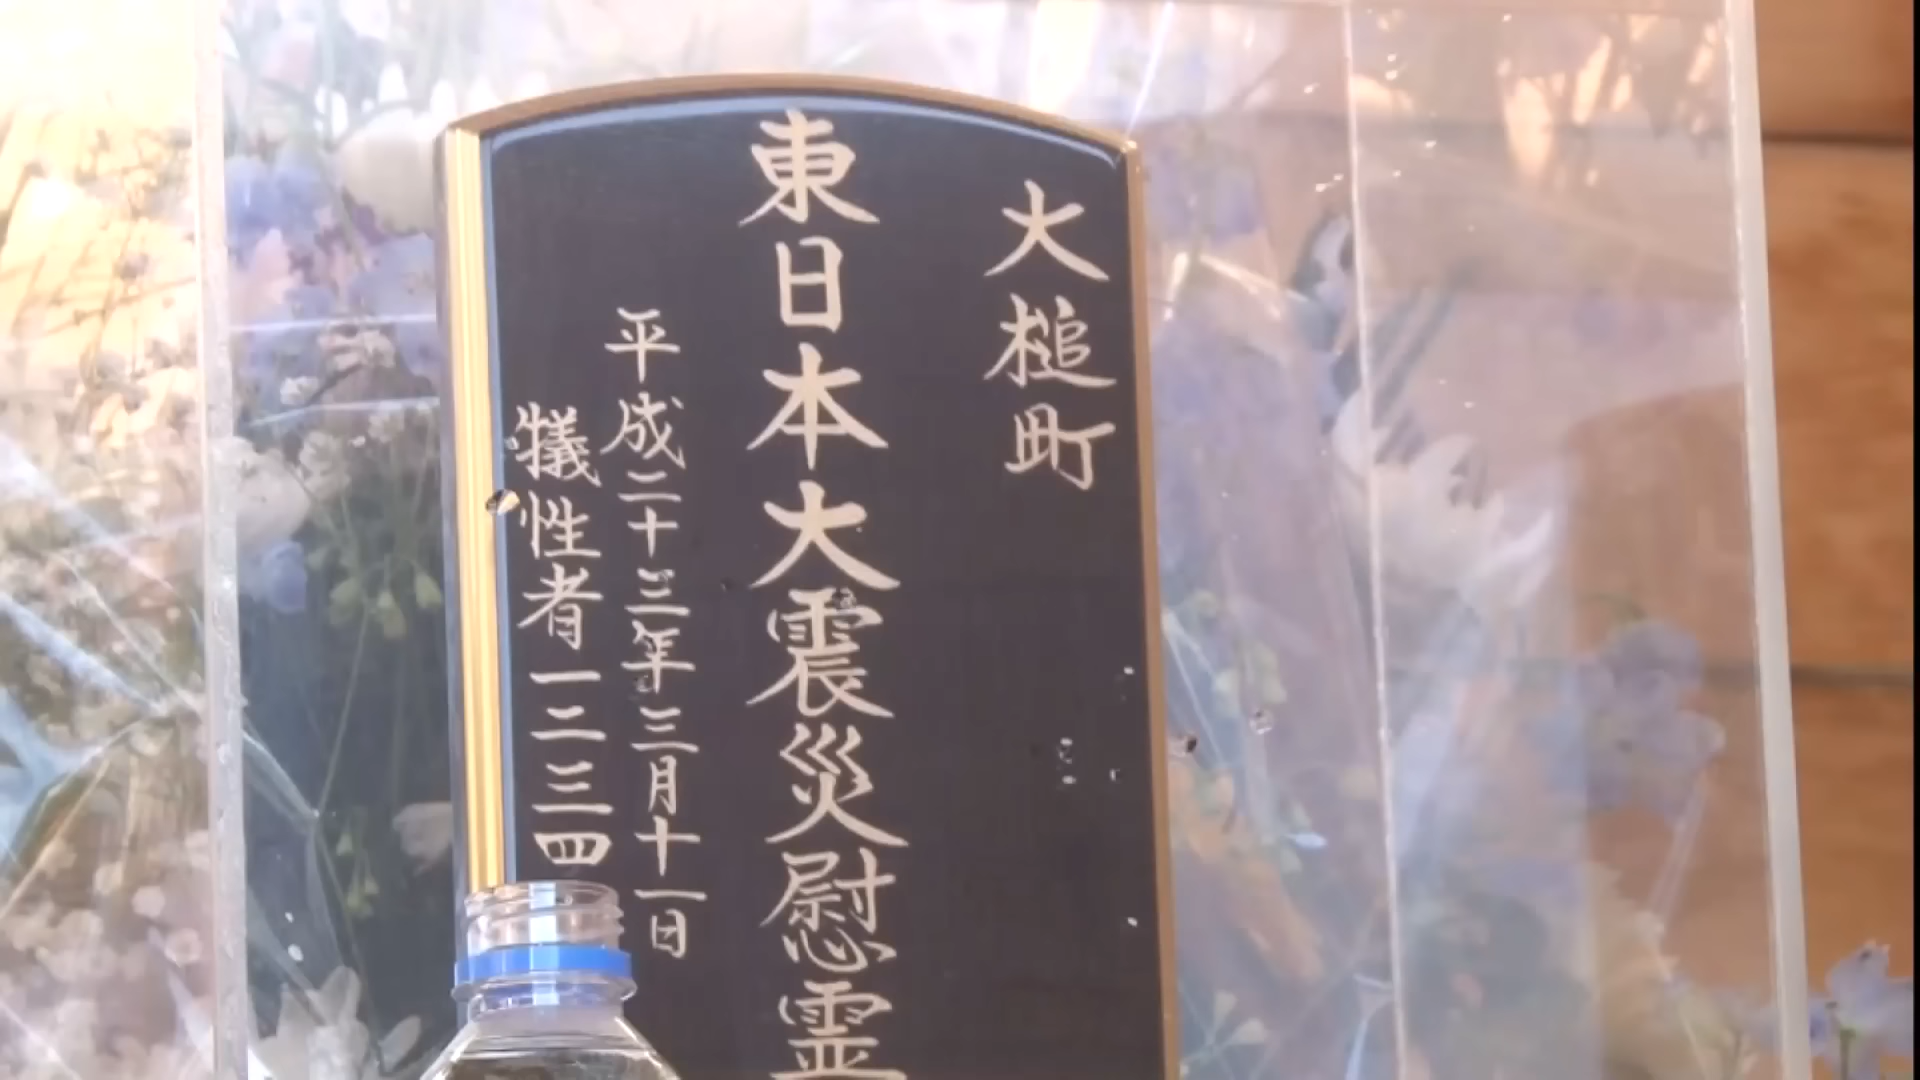 大槌町
東日本大震災慰霊
平成二十三年三月十一日
犠性者一二三四